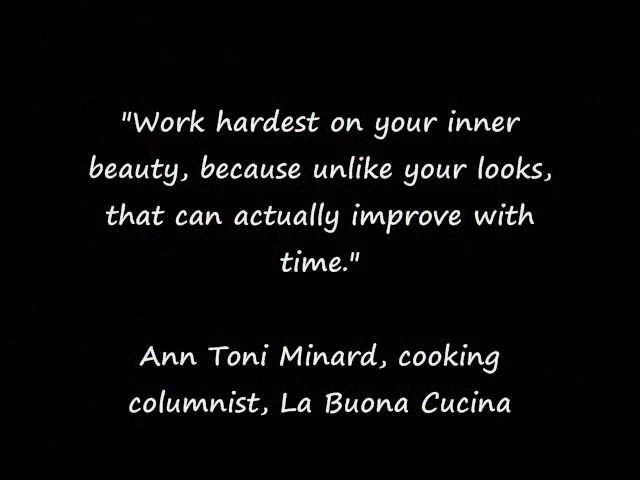 "Work hardest on your inner
beauty, because unlike your looks,
that can actually improve with
time."
Ann Toni Minard, cooking
columnist, La Buona Cucina